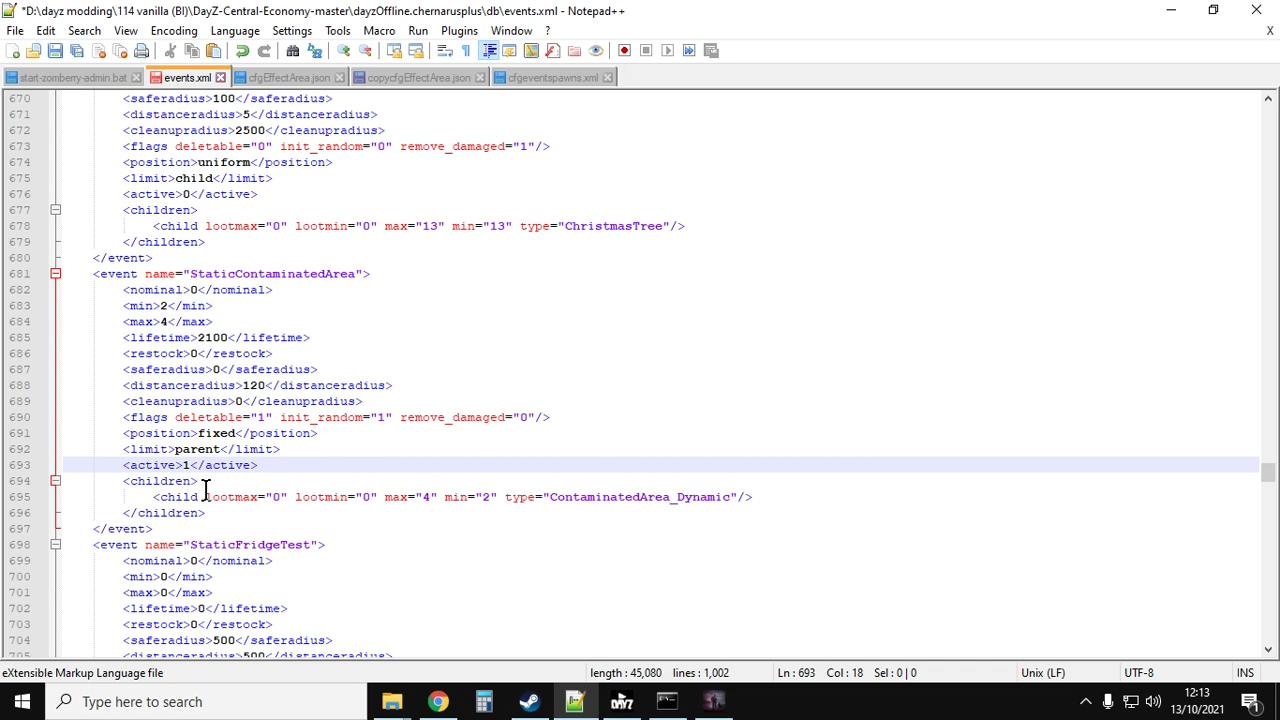 *D:\dayz modding\114 vanilla (BI)\DayZ-Central-Economy-master\dayzOffline.chernarusplus\db\events.xml - Notepad++
File Edit Search View Encoding Language Settings Tools Macro Run Plugins Window ? X
start-zomberry-admin.bat events.xml cfgEffectArea.json copycfgEffectArea.json cfgeventspawns.xml
670 <saferadius>100</saferadius>
671 <distanceradius>5</distanceradius>
672 <cleanupradius>2500</cleanupradius>
673 <flags deletable="0" init_random="0" remove_damaged="1"/>
674 <position>uniform</position>
675 <limit>child</limit>
676 <active>0</active>
677 <children>
678 <child lootmax="0" lootmin="0" max="13" min="13" type="ChristmasTree"/>
679 </children>
680 </event>
681 <event name="StaticContaminatedArea">
682 <nominal>0</nominal>
683 <min>2</min>
684 <max>4</max>
685 <lifetime>2100</lifetime>
686 <restock>0</restock>
687 <saferadius>0</saferadius>
688 <distanceradius>120</distanceradius>
689 <cleanupradius>0</cleanupradius>
690 <flags deletable="1" init_random="1" remove_damaged="0"/>
691 <position>fixed</position>
692 <limit>parent</limit>
693 <active>1</active>
694 <children>
695 <child lootmax="0" lootmin="0" max="4" min="2" type="ContaminatedArea_Dynamic"/>
696 </children>
697 </event>
698 <event name="StaticFridgeTest">
699 <nominal>0</nominal>
700 <min>0</min>
701 <max>0</max>
702 <lifetime>0</lifetime>
703 <restock>0</restock>
704 <saferadius>500</saferadius>
705 <distanceradius>500</distanceradius>
eXtensible Markup Language file length : 45,080 lines : 1,002 Ln : 693 Col : 18 Sel : 0 | 0 Unix (LF) UTF-8 INS
Type here to search
12:13
13/10/2021
1